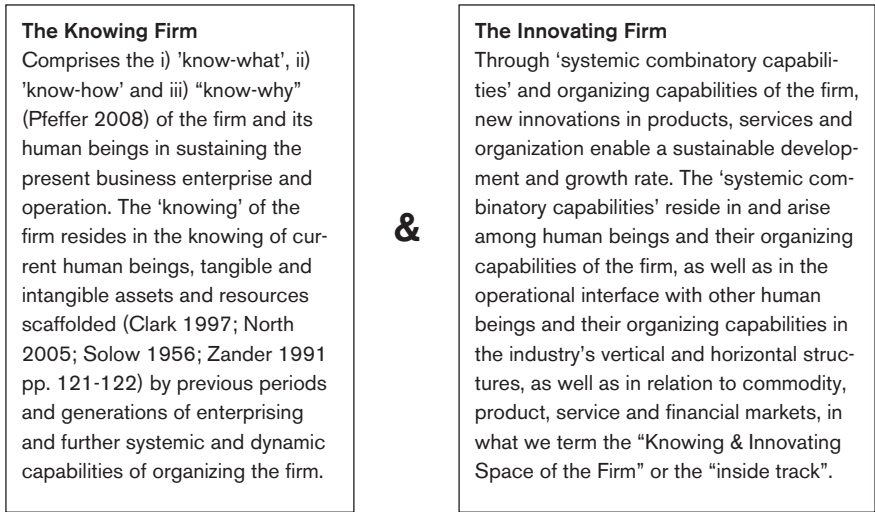 The Knowing Firm
Comprises the i) ’know-what’, ii)
’know-how’ and iii) “know-why”
(Pfeffer 2008) of the firm and its
human beings in sustaining the
present business enterprise and
operation. The ‘knowing’ of the
firm resides in the knowing of cur-
rent human beings, tangible and
intangible assets and resources
scaffolded (Clark 1997; North
2005; Solow 1956; Zander 1991
pp. 121-122) by previous periods
and generations of enterprising
and further systemic and dynamic
capabilities of organizing the firm.
&
The Innovating Firm
Through ‘systemic combinatory capabili-
ties’ and organizing capabilities of the firm,
new innovations in products, services and
organization enable a sustainable develop-
ment and growth rate. The ‘systemic com-
binatory capabilities’ reside in and arise
among human beings and their organizing
capabilities of the firm, as well as in the
operational interface with other human
beings and their organizing capabilities in
the industry’s vertical and horizontal struc-
tures, as well as in relation to commodity,
product, service and financial markets, in
what we term the “Knowing & Innovating
Space of the Firm” or the “inside track”.